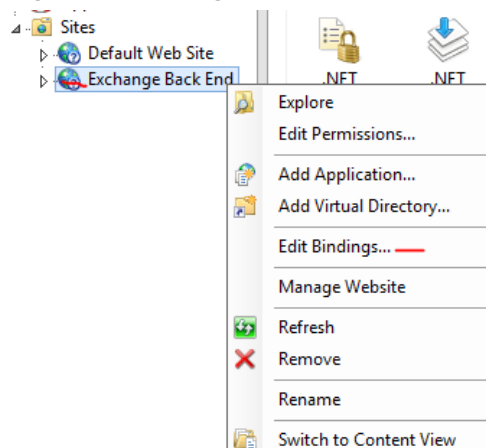 Sites
Default Web Site
Exchange Back End
.NET .NET
Explore
Edit Permissions...
Add Application...
Add Virtual Directory...
Edit Bindings...
Manage Website
Refresh
Remove
Rename
Switch to Content View